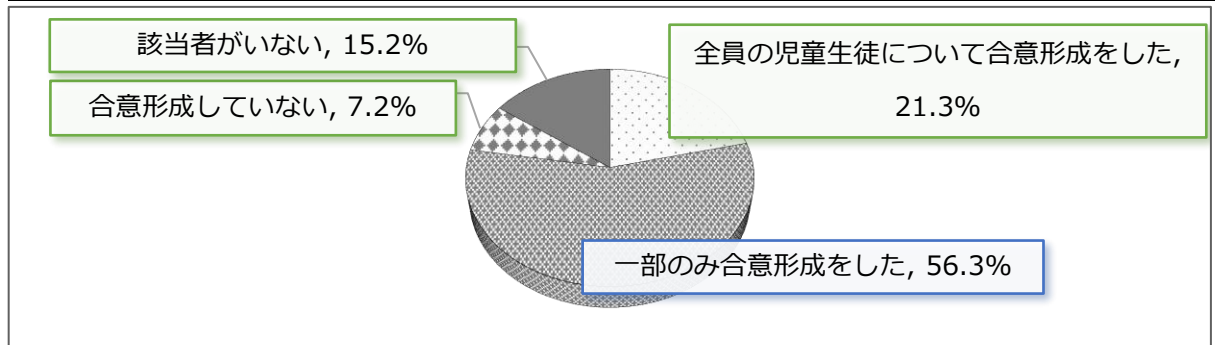 該当者がいない, 15.2%
全員の児童生徒について合意形成をした,
21.3%
合意形成していない, 7.2%
一部のみ合意形成をした, 56.3%